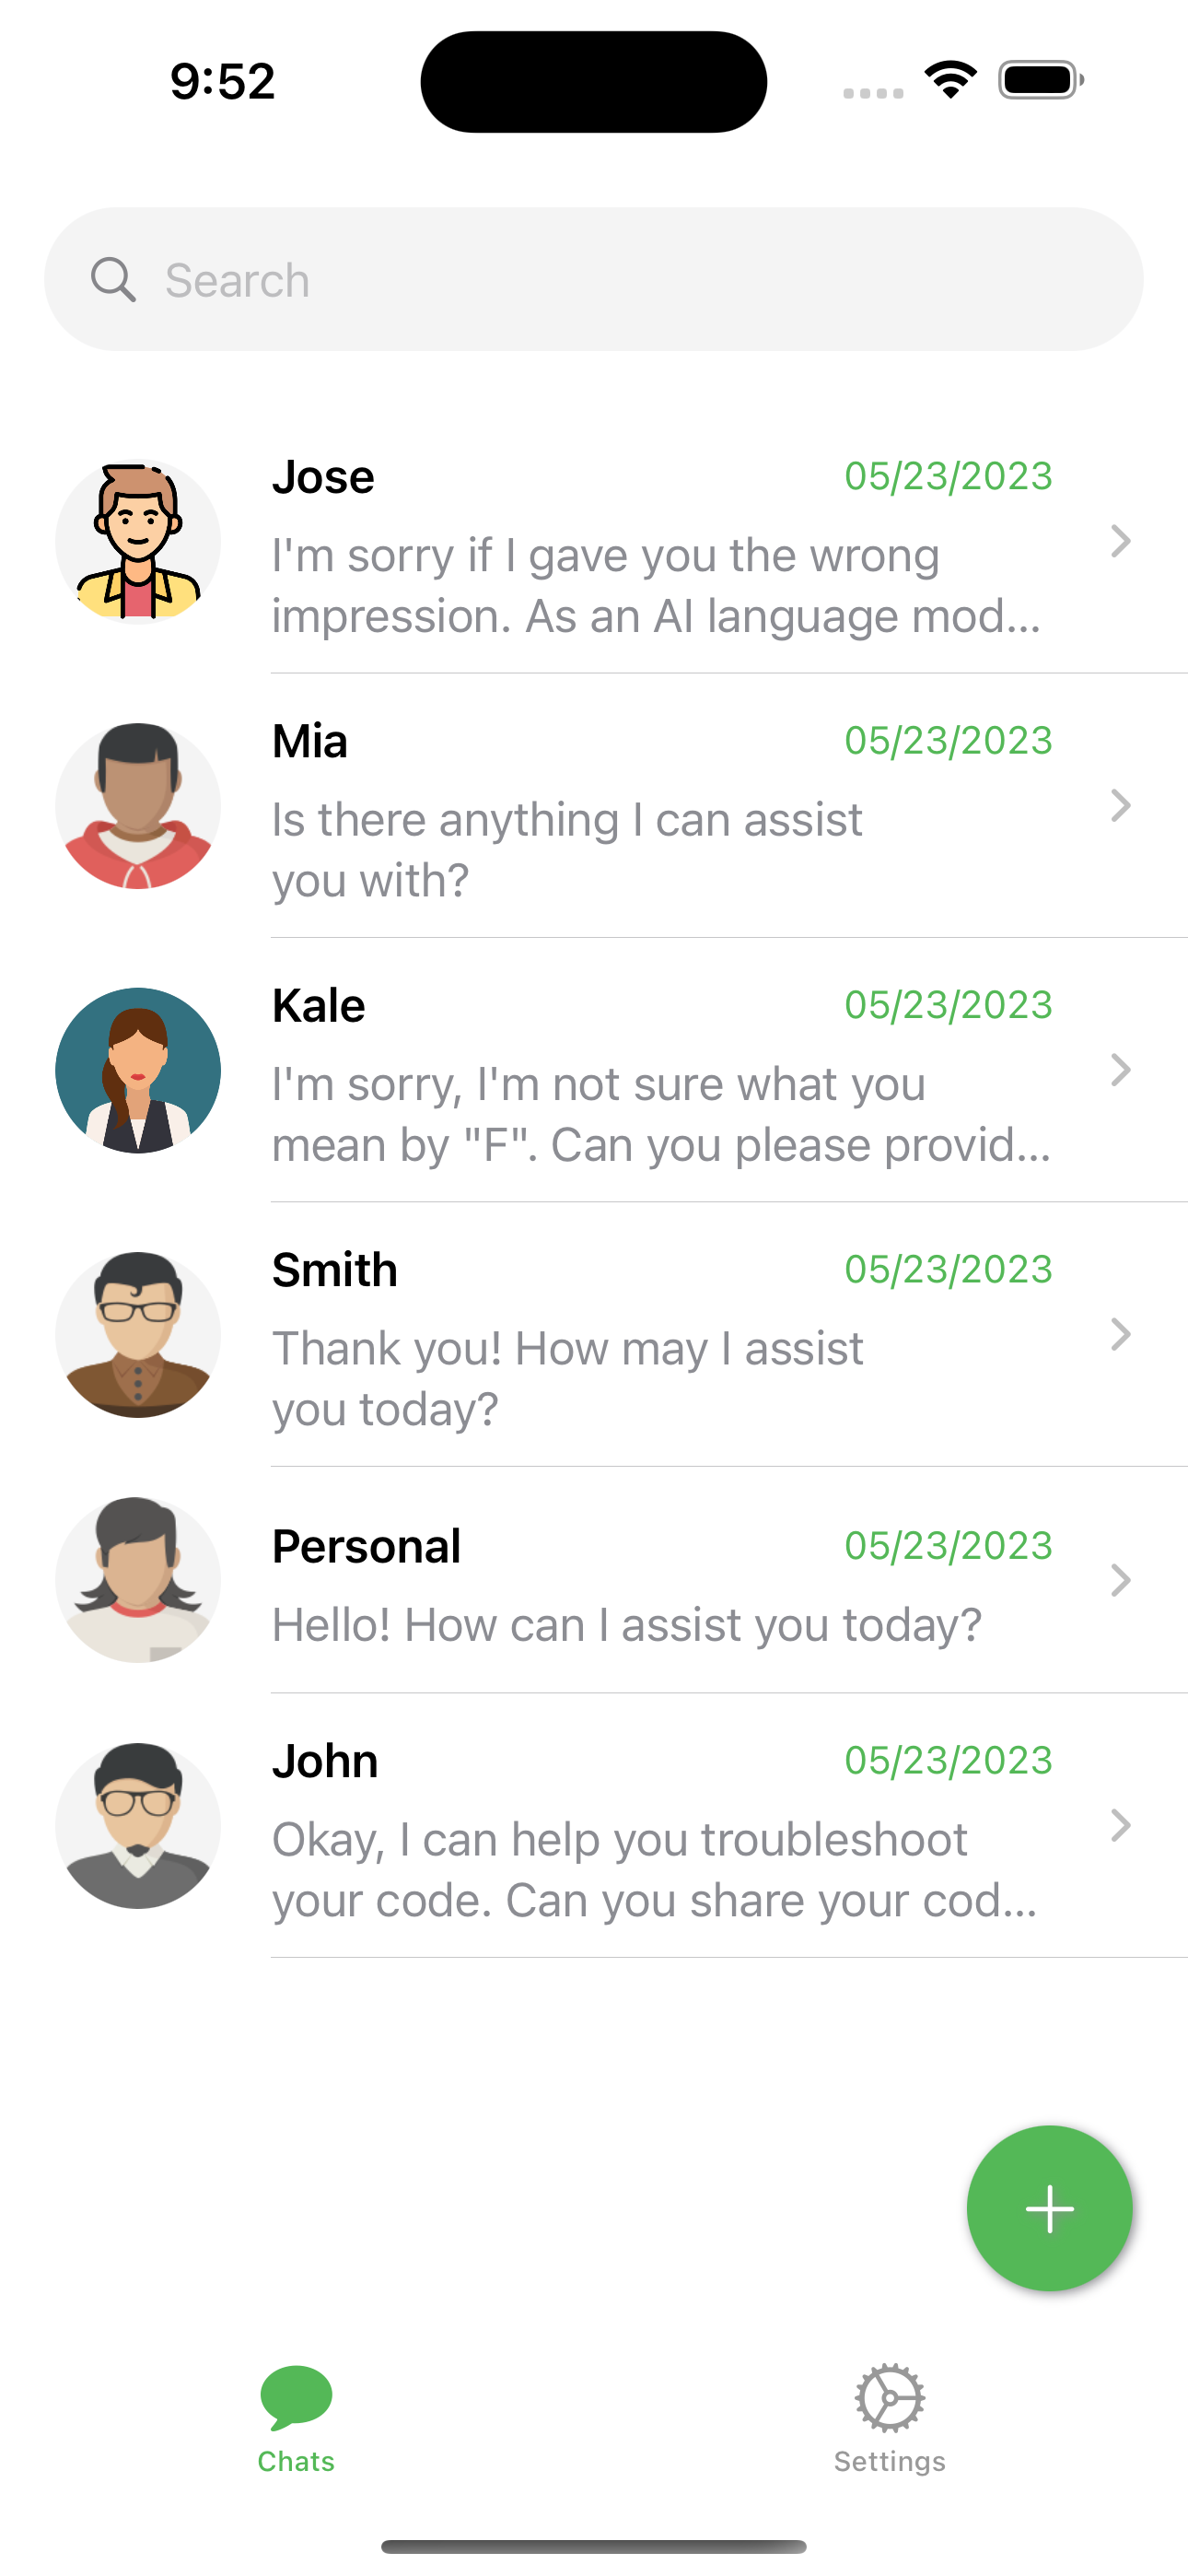 9:52
Search
Jose 05/23/2023
I'm sorry if I gave you the wrong
impression. As an AI language mod...
Mia 05/23/2023
Is there anything I can assist
you with?
Kale 05/23/2023
I'm sorry, I'm not sure what you
mean by "F". Can you please provid...
Smith 05/23/2023
Thank you! How may I assist
you today?
Personal 05/23/2023
Hello! How can I assist you today?
John 05/23/2023
Okay, I can help you troubleshoot
your code. Can you share your cod...
Chats Settings